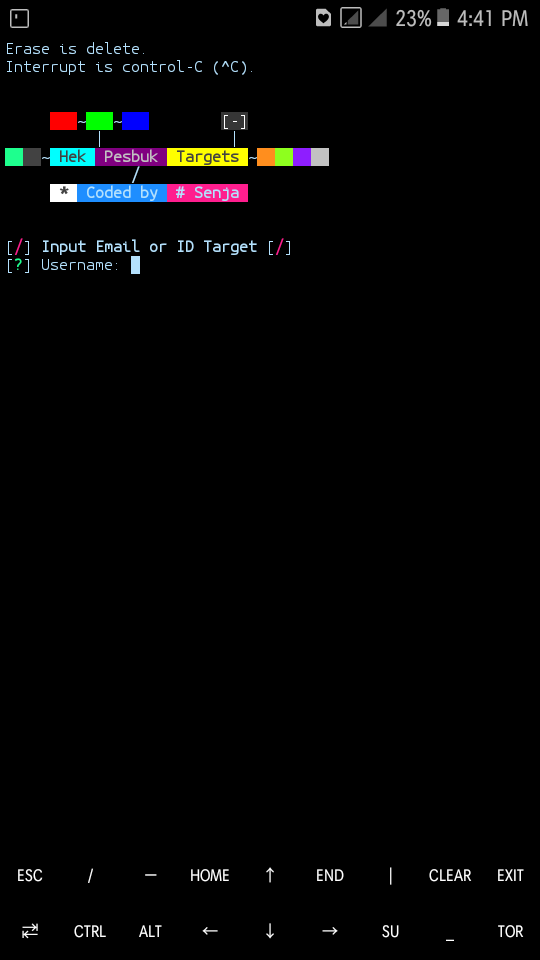 23% 4:41 PM
Erase is delete.
Interrupt is control-C (^C).
~ ~ [-]
~ Hek Pesbuk Targets ~
* Coded by # Senja
[/] Input Email or ID Target [/]
[?] Username:
ESC / — HOME ↑ END | CLEAR EXIT
⇄ CTRL ALT ← ↓ → SU _ TOR